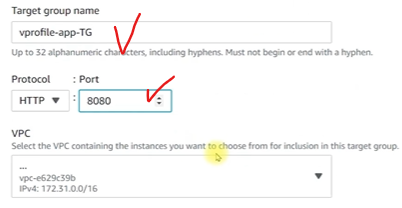 Target group name
vprofile-app-TG
Up to 32 alphanumeric characters, including hyphens. Must not begin or end with a hyphen.
Protocol : Port
HTTP : 8080
VPC
Select the VPC containing the instances you want to choose from for inclusion in this target group.
...
vpc-e629c39b
IPv4: 172.31.0.0/16